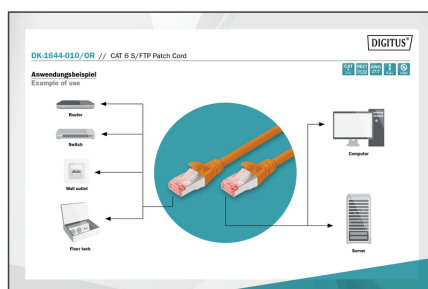 DIGITUS®
DK-1644-010/OR // CAT 6 S/FTP Patch Cord
Anwendungsbeispiel
Example of use
Router
Switch
Wall outlet
Floor tank
Computer
Server